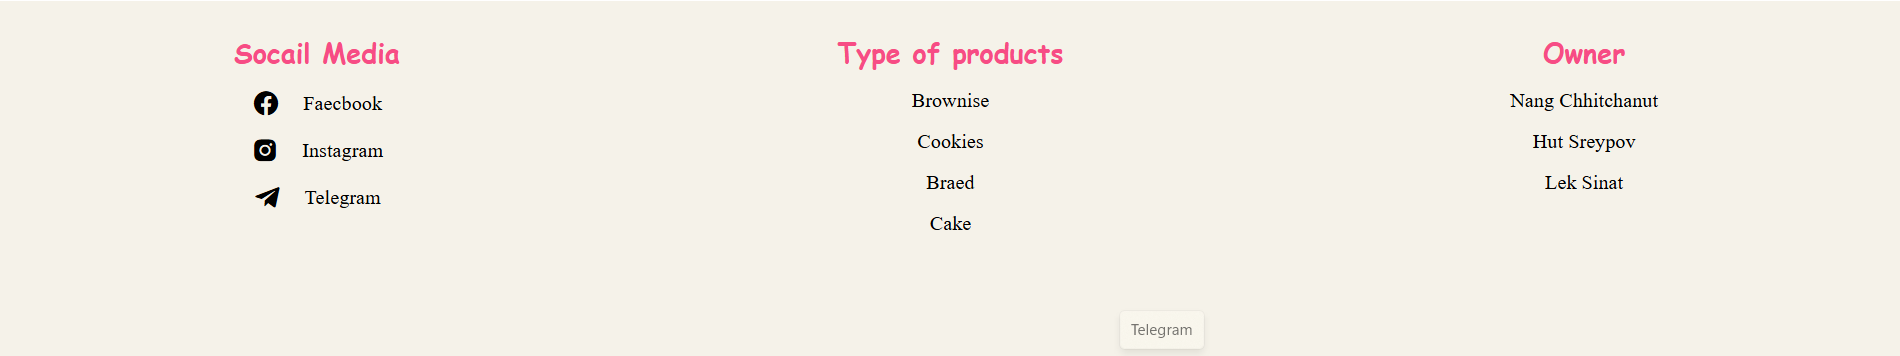 Socail Media
Faecbook
Instagram
Telegram
Type of products
Brownise
Cookies
Braed
Cake
Owner
Nang Chhitchanut
Hut Sreypov
Lek Sinat
Telegram